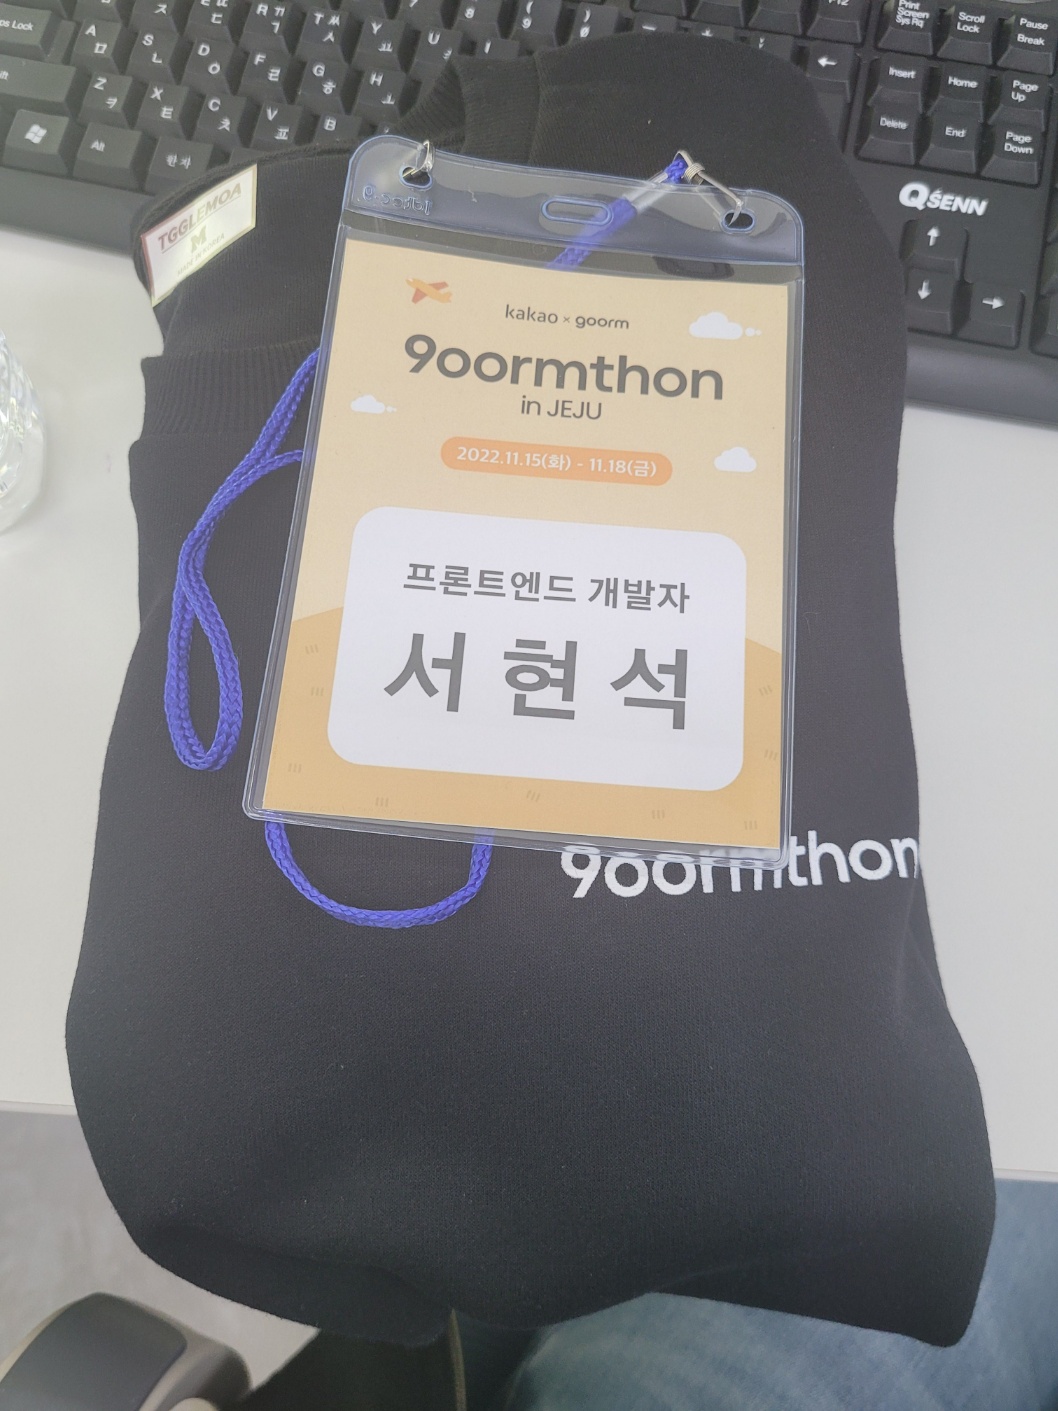 Print Screen Sys Rq
Scroll Lock
Pause Break
Insert
Home
Page Up
Delete
End
Page Down
A ㅁ
S ㄴ
D ㅇ
F ㄹ
G ㅎ
H ㅗ
Z ㅋ
X ㅌ
C ㅊ
V ㅍ
B
Alt
한자
QSENN
TGGLEMOA
M
kakao × goorm
9oormthon
in JEJU
2022.11.15(화) - 11.18(금)
프론트엔드 개발자
서현석
9oormthon